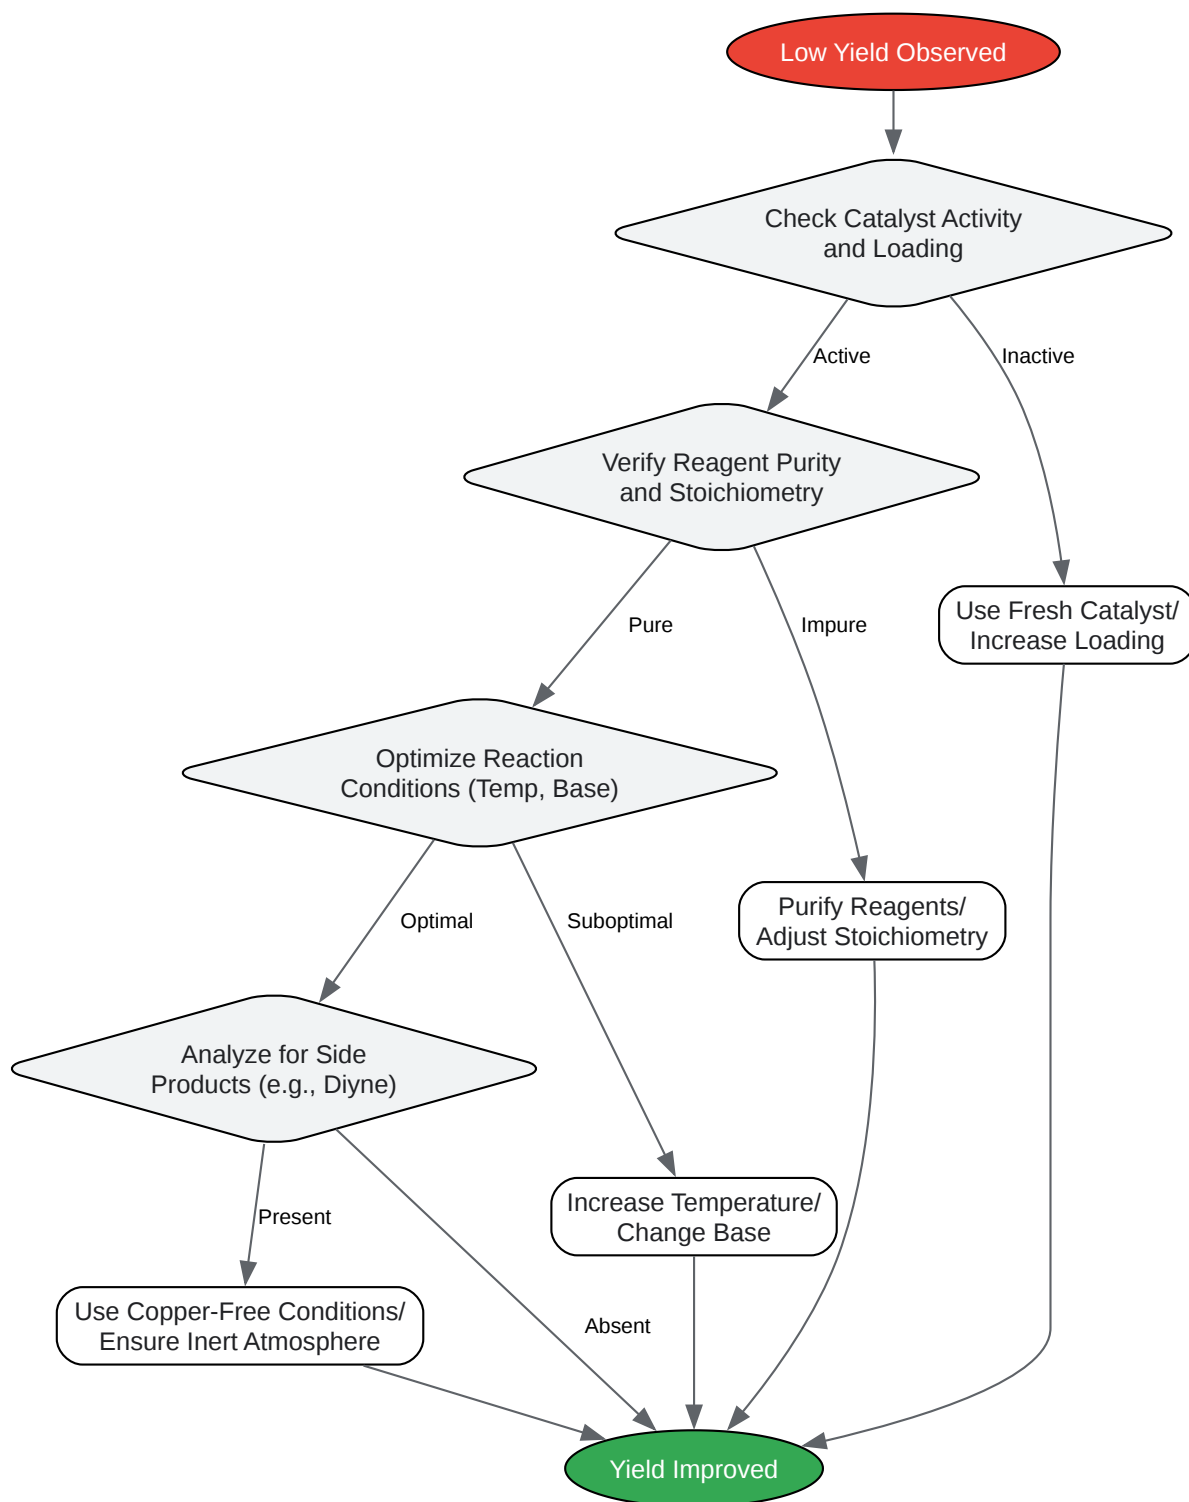 Low Yield Observed
Check Catalyst Activity
and Loading
Active
Inactive
Verify Reagent Purity
and Stoichiometry
Use Fresh Catalyst/
Increase Loading
Pure
Impure
Optimize Reaction
Conditions (Temp, Base)
Purify Reagents/
Adjust Stoichiometry
Optimal
Suboptimal
Analyze for Side
Products (e.g., Diyne)
Increase Temperature/
Change Base
Present
Use Copper-Free Conditions/
Ensure Inert Atmosphere
Absent
Yield Improved